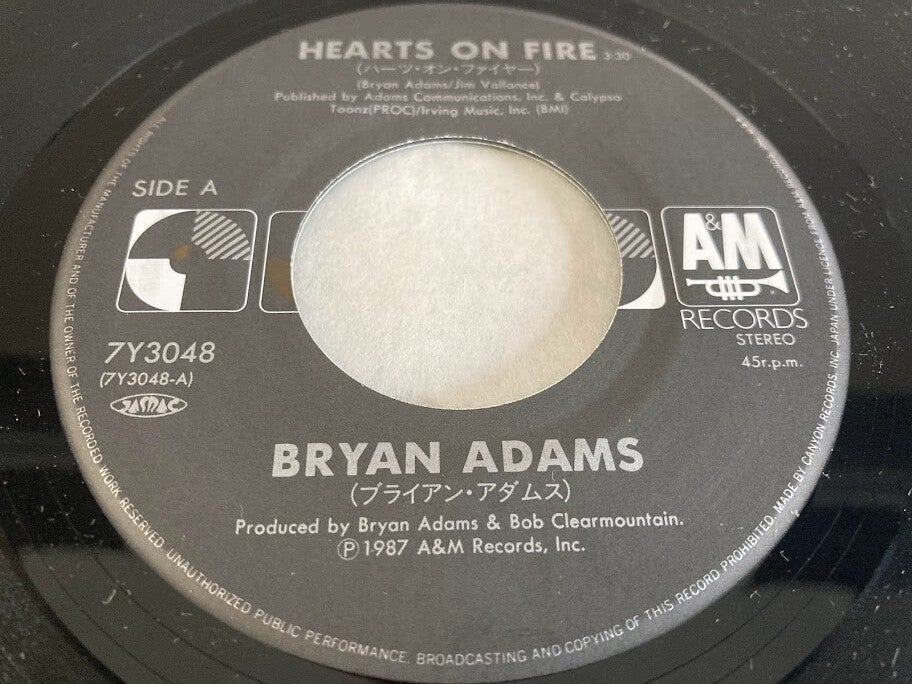 HEARTS ON FIRE 3:30
(ハーツ・オン・ファイヤー)
(Bryan Adams/Jim Vallance)
Published by Adams Communications, Inc. & Calypso
Toonz(PROC)/Irving Music, Inc. (BMI)
SIDE A
A&M
RECORDS
STEREO
45r.p.m.
7Y3048
(7Y3048-A)
JASRAC
BRYAN ADAMS
(ブライアン・アダムス)
Produced by Bryan Adams & Bob Clearmountain.
Ⓟ1987 A&M Records, Inc.
ALL RIGHTS OF THE MANUFACTURER AND OF THE OWNER OF THE RECORDED WORK RESERVED. UNAUTHORIZED PUBLIC PERFORMANCE. BROADCASTING AND COPYING OF THIS RECORD PROHIBITED. MADE BY CANYON RECORDS, INC. JAPAN UNDER LICENCE FROM